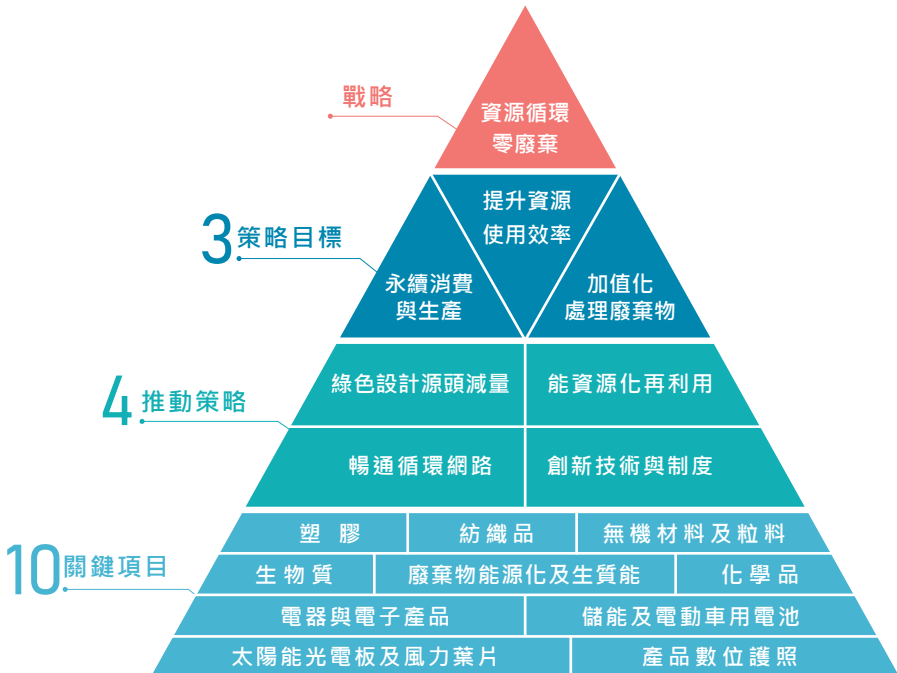 戰略
資源循環
零廢棄
3策略目標
提升資源
使用效率
永續消費
與生產
加值化
處理廢棄物
4推動策略
綠色設計源頭減量
能資源化再利用
暢通循環網路
創新技術與制度
10關鍵項目
塑膠
紡織品
無機材料及粒料
生物質
廢棄物能源化及生質能
化學品
電器與電子產品
儲能及電動車用電池
太陽能光電板及風力葉片
產品數位護照